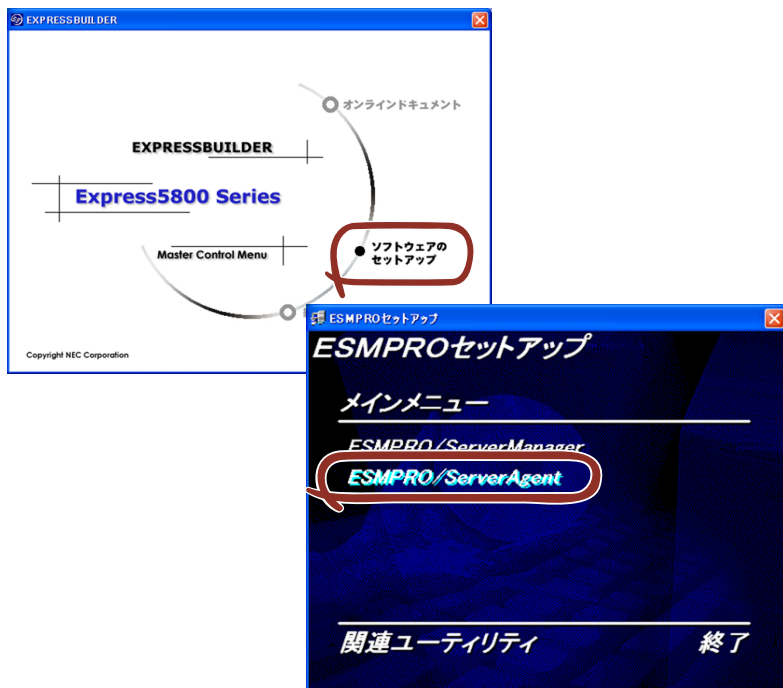 EXPRESSBUILDER
オンラインドキュメント
EXPRESSBUILDER
Express5800 Series
ソフトウェアの
セットアップ
Master Control Menu
Copyright NEC Corporation
ESMPROセットアップ
ESMPROセットアップ
メインメニュー
ESMPRO/ServerManager
ESMPRO/ServerAgent
関連ユーティリティ
終了